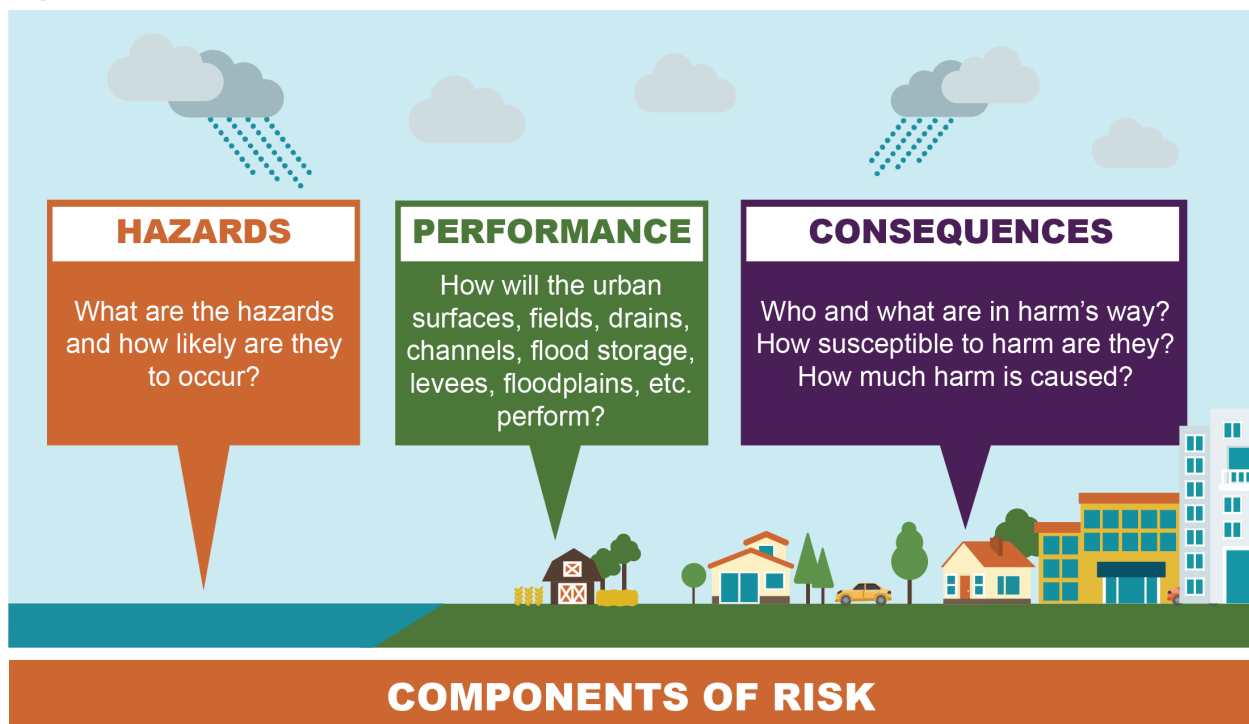 HAZARDS
What are the hazards
and how likely are they
to occur?
PERFORMANCE
How will the urban
surfaces, fields, drains,
channels, flood storage,
levees, floodplains, etc.
perform?
CONSEQUENCES
Who and what are in harm’s way?
How susceptible to harm are they?
How much harm is caused?
COMPONENTS OF RISK